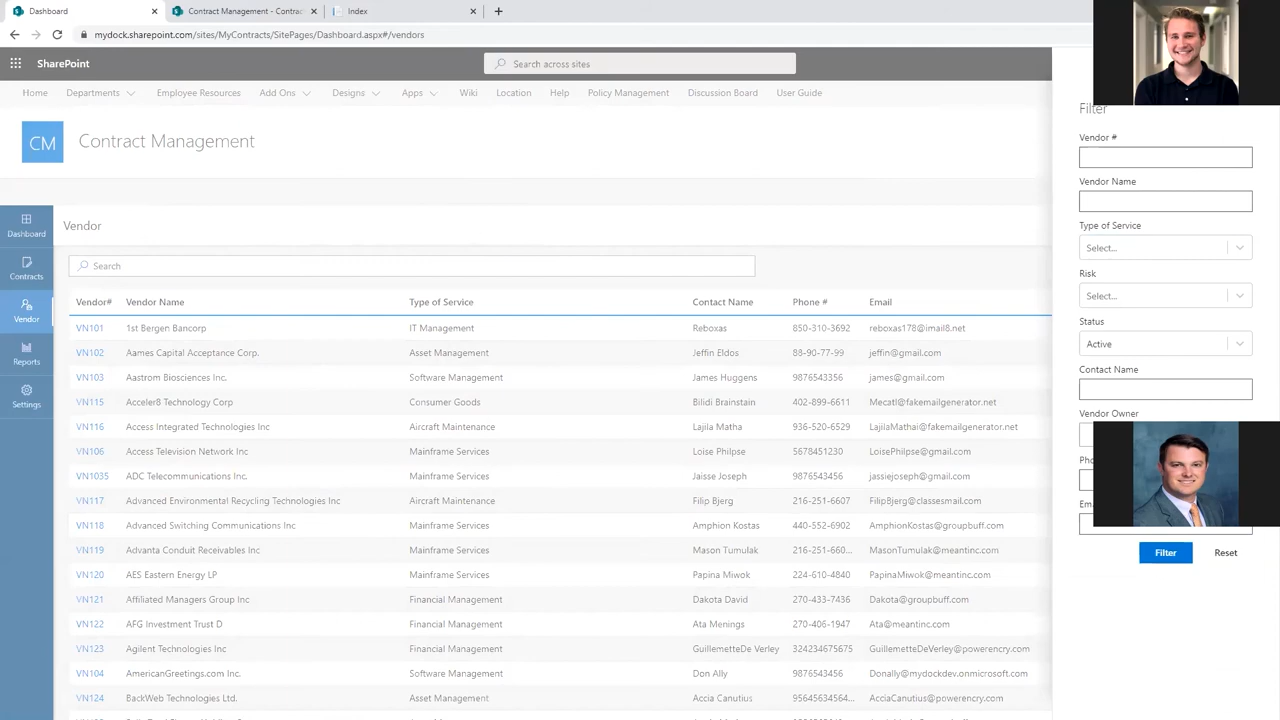 Dashboard
Contract Management - Contrac
Index
mydock.sharepoint.com/sites/MyContracts/SitePages/Dashboard.aspx#/vendors
SharePoint
Search across sites
Home Departments Employee Resources Add Ons Designs Apps Wiki Location Help Policy Management Discussion Board User Guide
CM
Contract Management
Dashboard
Contracts
Vendor
Reports
Settings
Vendor
Search
Vendor# Vendor Name Type of Service Contact Name Phone # Email
VN101 1st Bergen Bancorp IT Management Reboxas 850-310-3692 reboxas178@imail8.net
VN102 Aames Capital Acceptance Corp. Asset Management Jeffin Eldos 88-90-77-99 jeffin@gmail.com
VN103 Aastrom Biosciences Inc. Software Management James Huggens 9876543356 james@gmail.com
VN115 Acceler8 Technology Corp Consumer Goods Bilidi Brainstain 402-899-6611 Mecatl@fakemailgenerator.net
VN116 Access Integrated Technologies Inc Aircraft Maintenance Lajila Matha 936-520-6529 LajilaMathai@fakemailgenerator.net
VN106 Access Television Network Inc Mainframe Services Loise Philpse 5678451230 LoisePhilpse@gmail.com
VN1035 ADC Telecommunications Inc. Mainframe Services Jaisse Joseph 9876543456 jassiejoseph@gmail.com
VN117 Advanced Environmental Recycling Technologies Inc Aircraft Maintenance Filip Bjerg 216-251-6607 FilipBjerg@classesmail.com
VN118 Advanced Switching Communications Inc Mainframe Services Amphion Kostas 440-552-6902 AmphionKostas@groupbuff.com
VN119 Advanta Conduit Receivables Inc Mainframe Services Mason Tumulak 216-251-660... MasonTumulak@meantinc.com
VN120 AES Eastern Energy LP Mainframe Services Papina Miwok 224-610-4840 PapinaMiwok@meantinc.com
VN121 Affiliated Managers Group Inc Financial Management Dakota David 270-433-7436 Dakota@groupbuff.com
VN122 AFG Investment Trust D Financial Management Ata Menings 270-406-1947 Ata@meantinc.com
VN123 Agilent Technologies Inc Financial Management GuillemetteDe Verley 324234675675 GuillemetteDeVerley@powerencry.com
VN104 AmericanGreetings.com Inc. Software Management Don Ally 9876543456 Donally@mydockdev.onmicrosoft.com
VN124 BackWeb Technologies Ltd. Asset Management Accia Canutius 95645634564... AcciaCanutius@powerencry.com
Filter
Vendor #
Vendor Name
Type of Service
Select...
Risk
Select...
Status
Active
Contact Name
Vendor Owner
Filter Reset